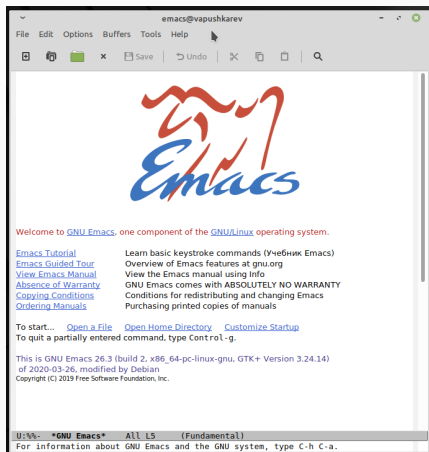 emacs@vapushkarev
File Edit Options Buffers Tools Help
Save Undo
Emacs
Welcome to GNU Emacs, one component of the GNU/Linux operating system.
Emacs Tutorial Learn basic keystroke commands (Учебник Emacs)
Emacs Guided Tour Overview of Emacs features at gnu.org
View Emacs Manual View the Emacs manual using Info
Absence of Warranty GNU Emacs comes with ABSOLUTELY NO WARRANTY
Copying Conditions Conditions for redistributing and changing Emacs
Ordering Manuals Purchasing printed copies of manuals
To start... Open a File Open Home Directory Customize Startup
To quit a partially entered command, type Control-g.
This is GNU Emacs 26.3 (build 2, x86_64-pc-linux-gnu, GTK+ Version 3.24.14)
of 2020-03-26, modified by Debian
Copyright (C) 2019 Free Software Foundation, Inc.
U:%%- *GNU Emacs* All L5 (Fundamental)
For information about GNU Emacs and the GNU system, type C-h C-a.